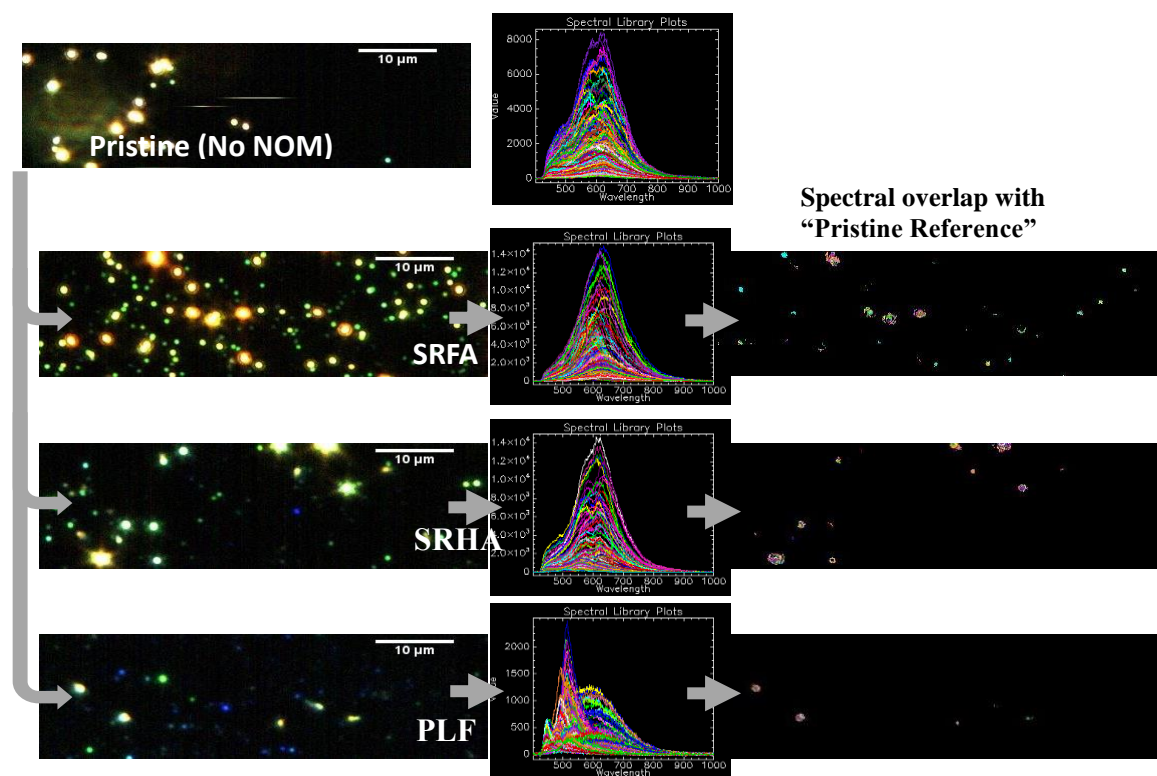 Spectral Library Plots
10 µm
8000
6000
Value
4000
2000
0
500 600 700 800 900 1000
Wavelength
Pristine (No NOM)
Spectral overlap with
“Pristine Reference”
10 µm
SRFA
Spectral Library Plots
1.4×10⁴
1.2×10⁴
1.0×10⁴
8.0×10³
6.0×10³
4.0×10³
2.0×10³
0
500 600 700 800 900 1000
Wavelength
10 µm
SRHA
Spectral Library Plots
1.4×10⁴
1.2×10⁴
1.0×10⁴
8.0×10³
6.0×10³
4.0×10³
2.0×10³
0
500 600 700 800 900 1000
Wavelength
10 µm
PLF
Spectral Library Plots
2000
1500
1000
500
0
500 600 700 800 900 1000
Wavelength